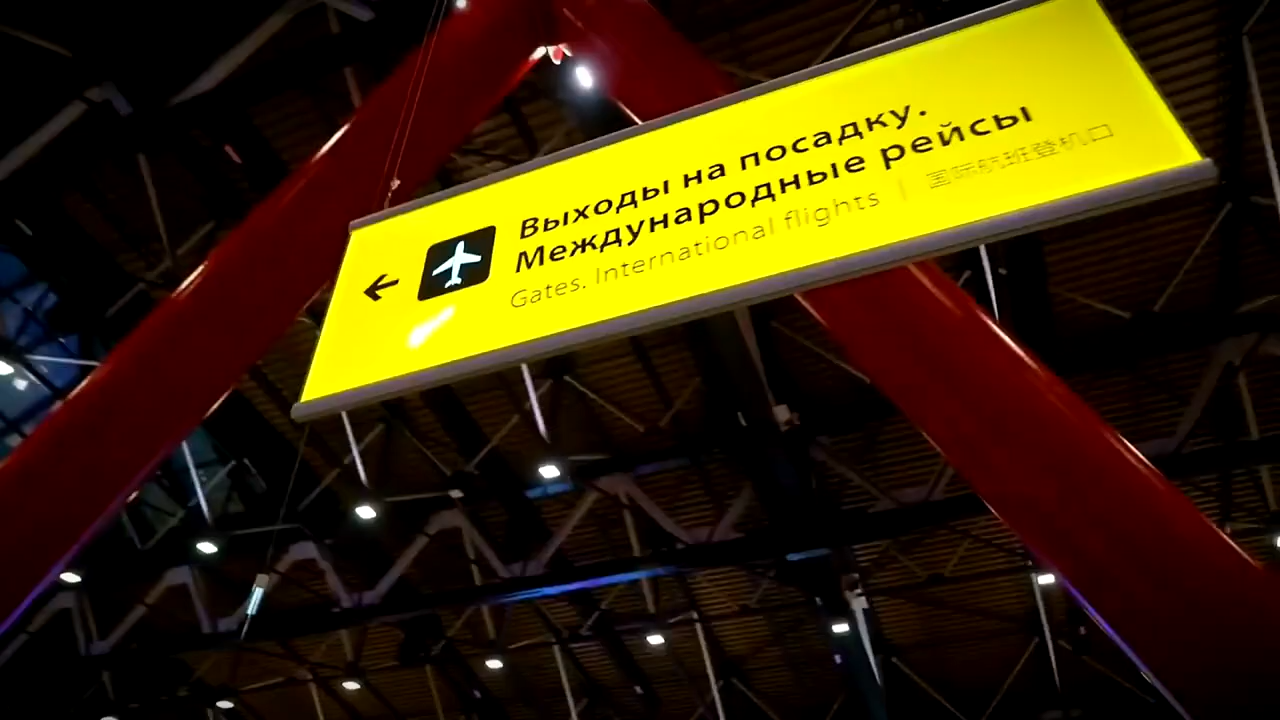 Выходы на посадку.
Международные рейсы
Gates. International flights | 国际航班登机口